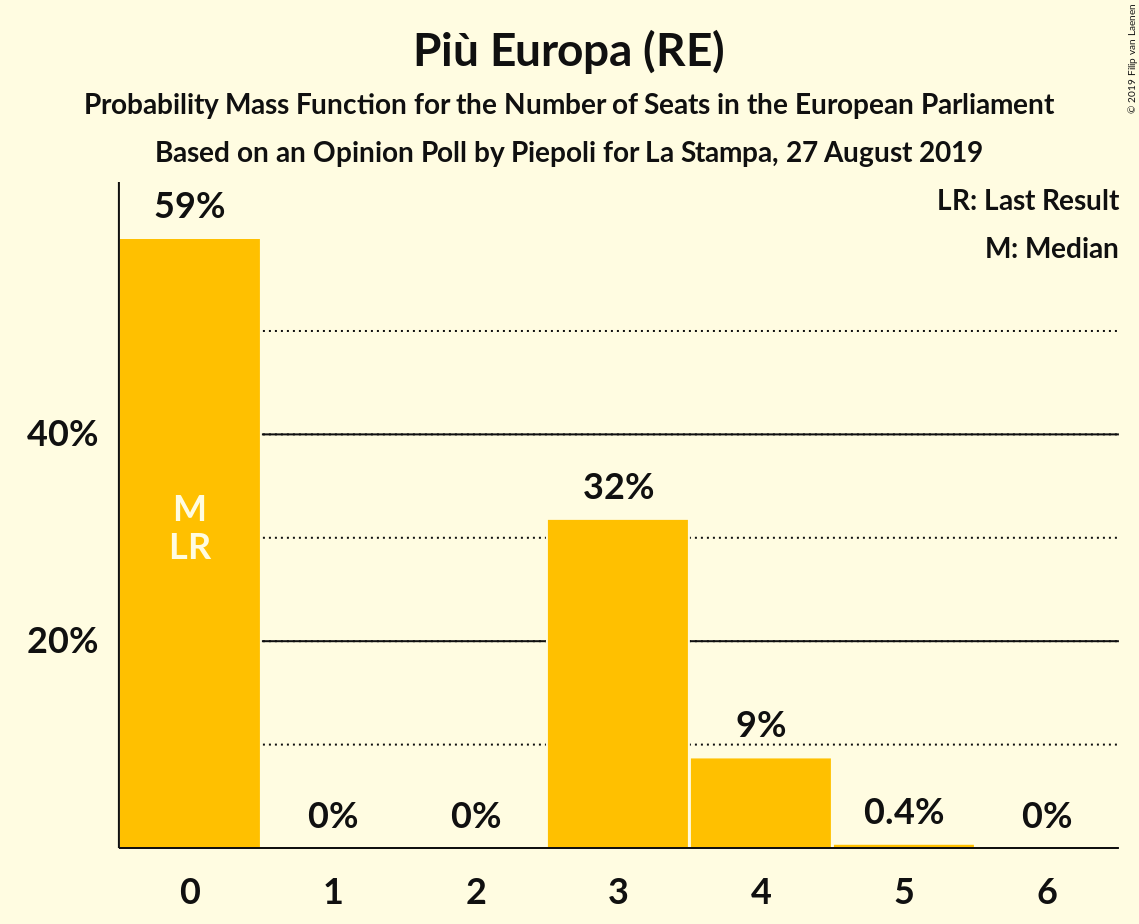 Più Europa (RE)
Probability Mass Function for the Number of Seats in the European Parliament
Based on an Opinion Poll by Piepoli for La Stampa, 27 August 2019
© 2019 Filip van Laenen
LR: Last Result
M: Median
59%
40%
20%
M
LR
0%
0%
32%
9%
0.4%
0%
0
1
2
3
4
5
6